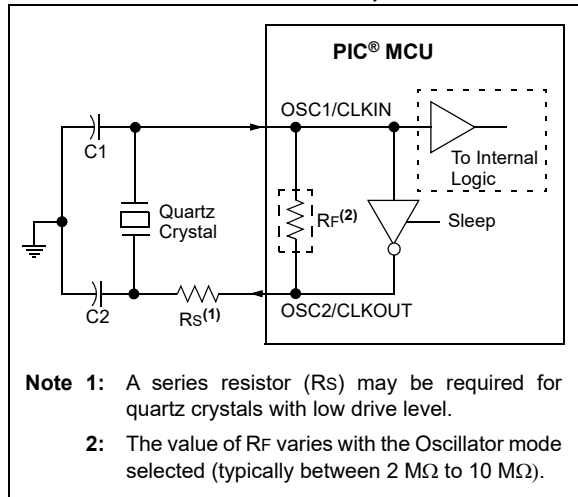 PIC® MCU
OSC1/CLKIN
C1
To Internal
Logic
Quartz
Crystal
RF(2)
Sleep
C2
RS(1)
OSC2/CLKOUT
Note 1: A series resistor (RS) may be required for
quartz crystals with low drive level.
2: The value of RF varies with the Oscillator mode
selected (typically between 2 MΩ to 10 MΩ).